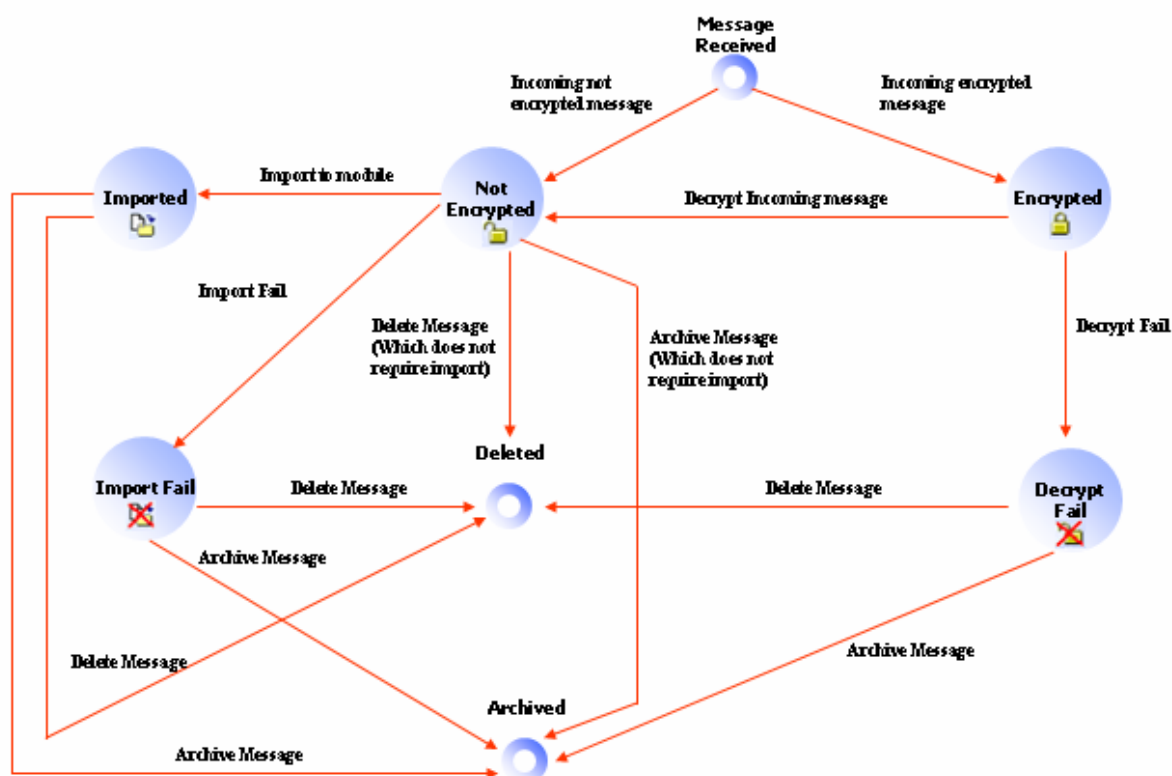 Message
Received
Incoming not
encrypted message
Incoming encrypted
message
Imported
Import to module
Not
Encrypted
Decrypt Incoming message
Encrypted
Import Fail
Delete Message
(Which does not
require import)
Archive Message
(Which does not
require import)
Decrypt Fail
Deleted
Import Fail
Delete Message
Delete Message
Decrypt
Fail
Archive Message
Delete Message
Archive Message
Archived
Archive Message